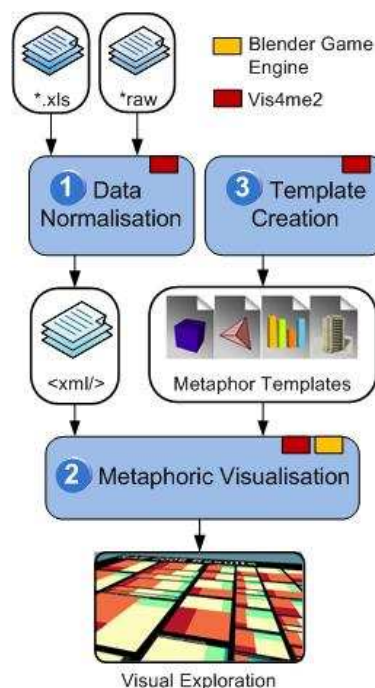 Blender Game
Engine
Vis4me2
*.xls
*raw
1 Data
Normalisation
3 Template
Creation
<xml/>
Metaphor Templates
2 Metaphoric Visualisation
Results
Visual Exploration